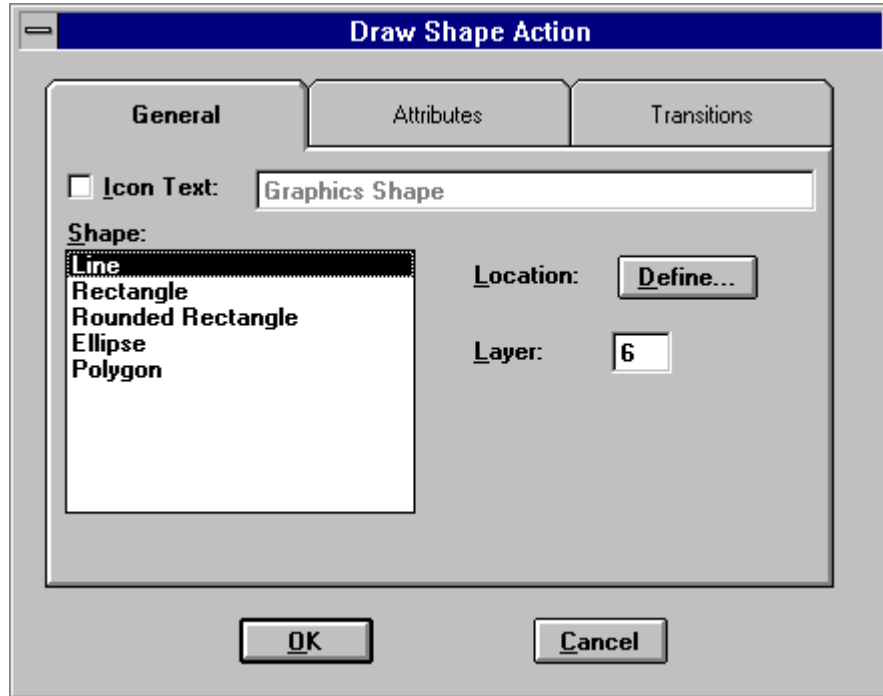 Draw Shape Action
General
Attributes
Transitions
Icon Text:
Graphics Shape
Shape:
Line
Rectangle
Rounded Rectangle
Ellipse
Polygon
Location:
Define...
Layer:
6
OK
Cancel